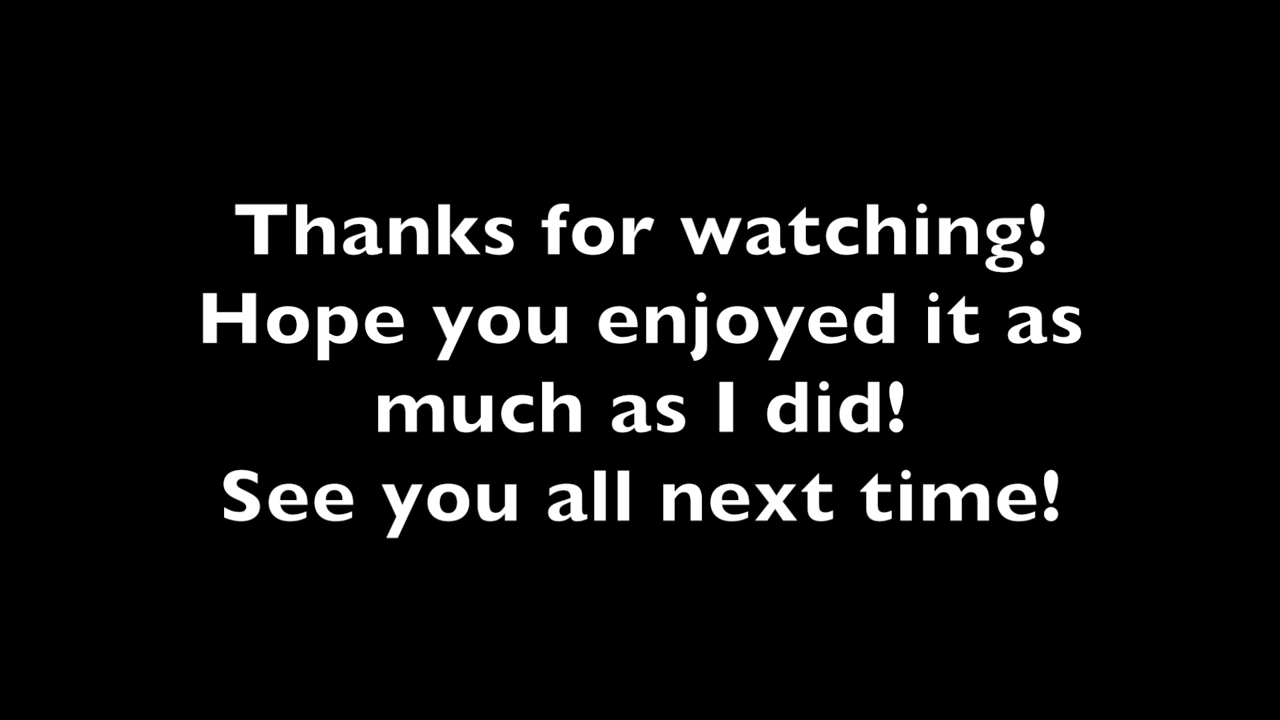 Thanks for watching!
Hope you enjoyed it as
much as I did!
See you all next time!